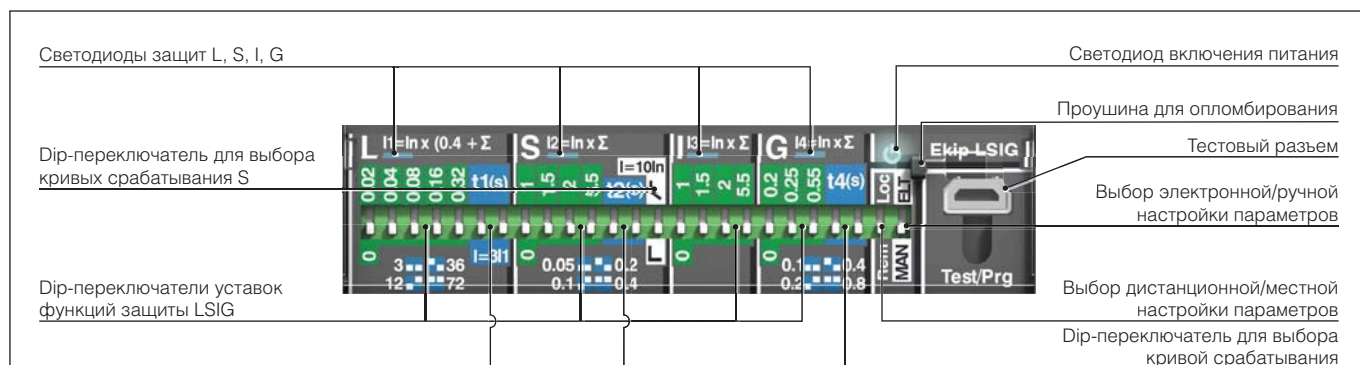 Светодиоды защит L, S, I, G
Светодиод включения питания
Проушина для опломбирования
Dip-переключатель для выбора
кривых срабатывания S
Тестовый разъем
Выбор электронной/ручной
настройки параметров
Dip-переключатели уставок
функций защиты LSIG
Выбор дистанционной/местной
настройки параметров
Dip-переключатель для выбора
кривой срабатывания
L I1=In x (0.4 + Σ
0.02 0.04 0.08 0.16 0.32 t1(s)
0 I=3I1
3 36
12 72
S I2=In x Σ
I=10In
1 1.5 2 5.5 t2(s)
0 L
0.05 0.2
0.1 0.4
I I3=In x Σ
1 1.5 2 5.5
0
G I4=In x Σ
0.2 0.25 0.55 t4(s)
0
0.1 0.4
0.2 0.8
Loc ELT
Rem MAN
Ekip LSIG
Test/Prg